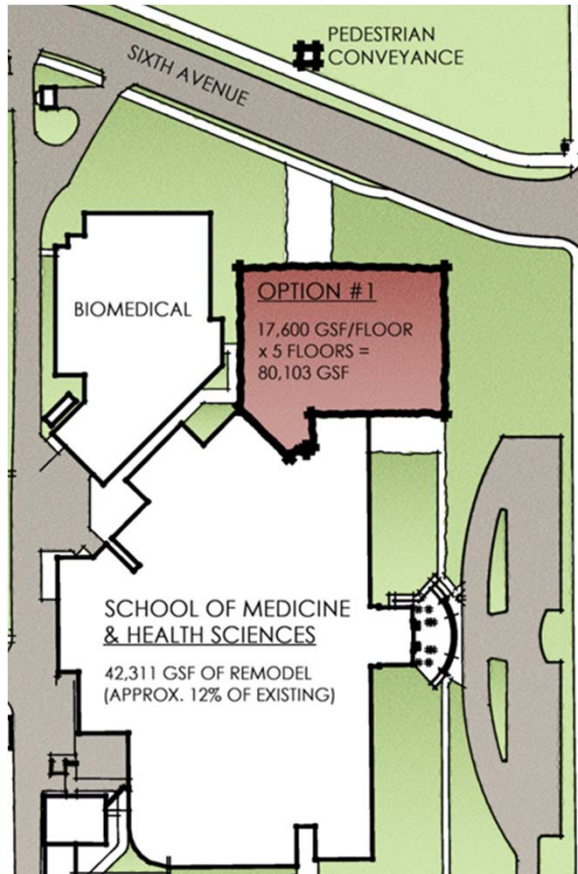 PEDESTRIAN
CONVEYANCE
SIXTH AVENUE
BIOMEDICAL
OPTION #1
17,600 GSF/FLOOR
x 5 FLOORS =
80,103 GSF
SCHOOL OF MEDICINE
& HEALTH SCIENCES
42,311 GSF OF REMODEL
(APPROX. 12% OF EXISTING)